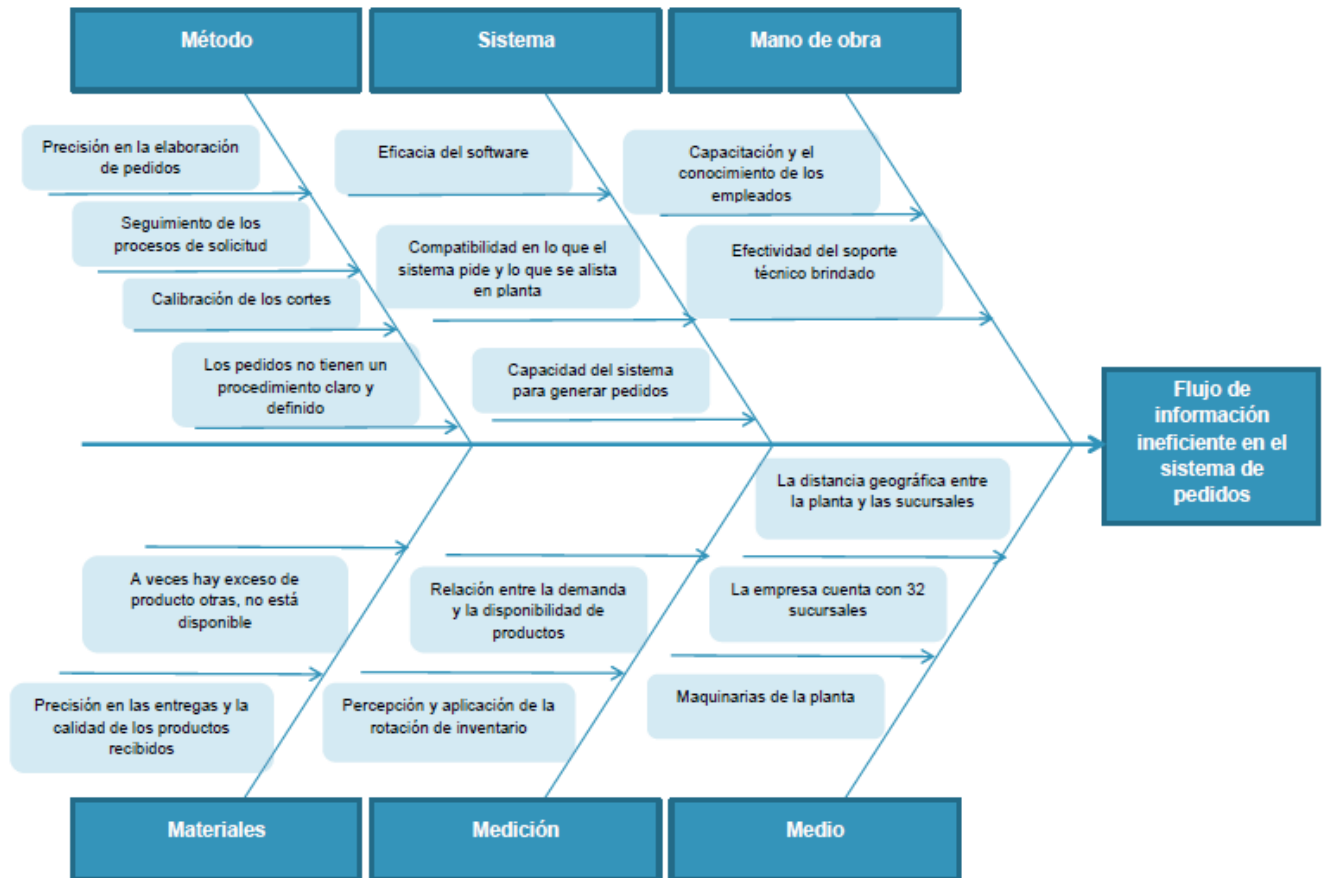 Método
Sistema
Mano de obra
Precisión en la elaboración
de pedidos
Seguimiento de los
procesos de solicitud
Calibración de los cortes
Los pedidos no tienen un
procedimiento claro y
definido
Eficacia del software
Compatibilidad en lo que el
sistema pide y lo que se alista
en planta
Capacidad del sistema
para generar pedidos
Capacitación y el
conocimiento de los
empleados
Efectividad del soporte
técnico brindado
Flujo de
información
ineficiente en el
sistema de
pedidos
A veces hay exceso de
producto otras, no está
disponible
Precisión en las entregas y la
calidad de los productos
recibidos
Relación entre la demanda
y la disponibilidad de
productos
Percepción y aplicación de la
rotación de inventario
La distancia geográfica entre
la planta y las sucursales
La empresa cuenta con 32
sucursales
Maquinarias de la planta
Materiales
Medición
Medio